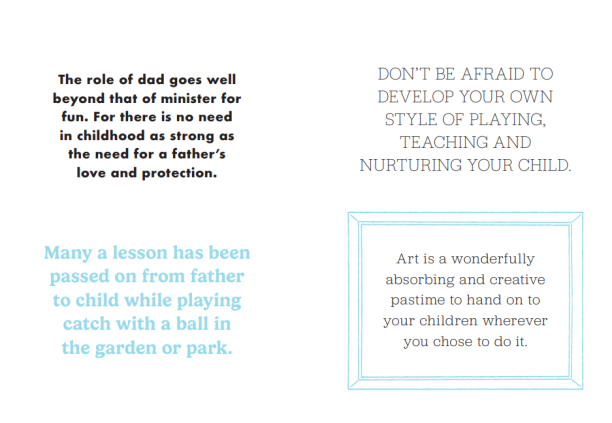 The role of dad goes well
beyond that of minister for
fun. For there is no need
in childhood as strong as
the need for a father's
love and protection.
Many a lesson has been
passed on from father
to child while playing
catch with a ball in
the garden or park.
DON'T BE AFRAID TO
DEVELOP YOUR OWN
STYLE OF PLAYING,
TEACHING AND
NURTURING YOUR CHILD.
Art is a wonderfully
absorbing and creative
pastime to hand on to
your children wherever
you chose to do it.